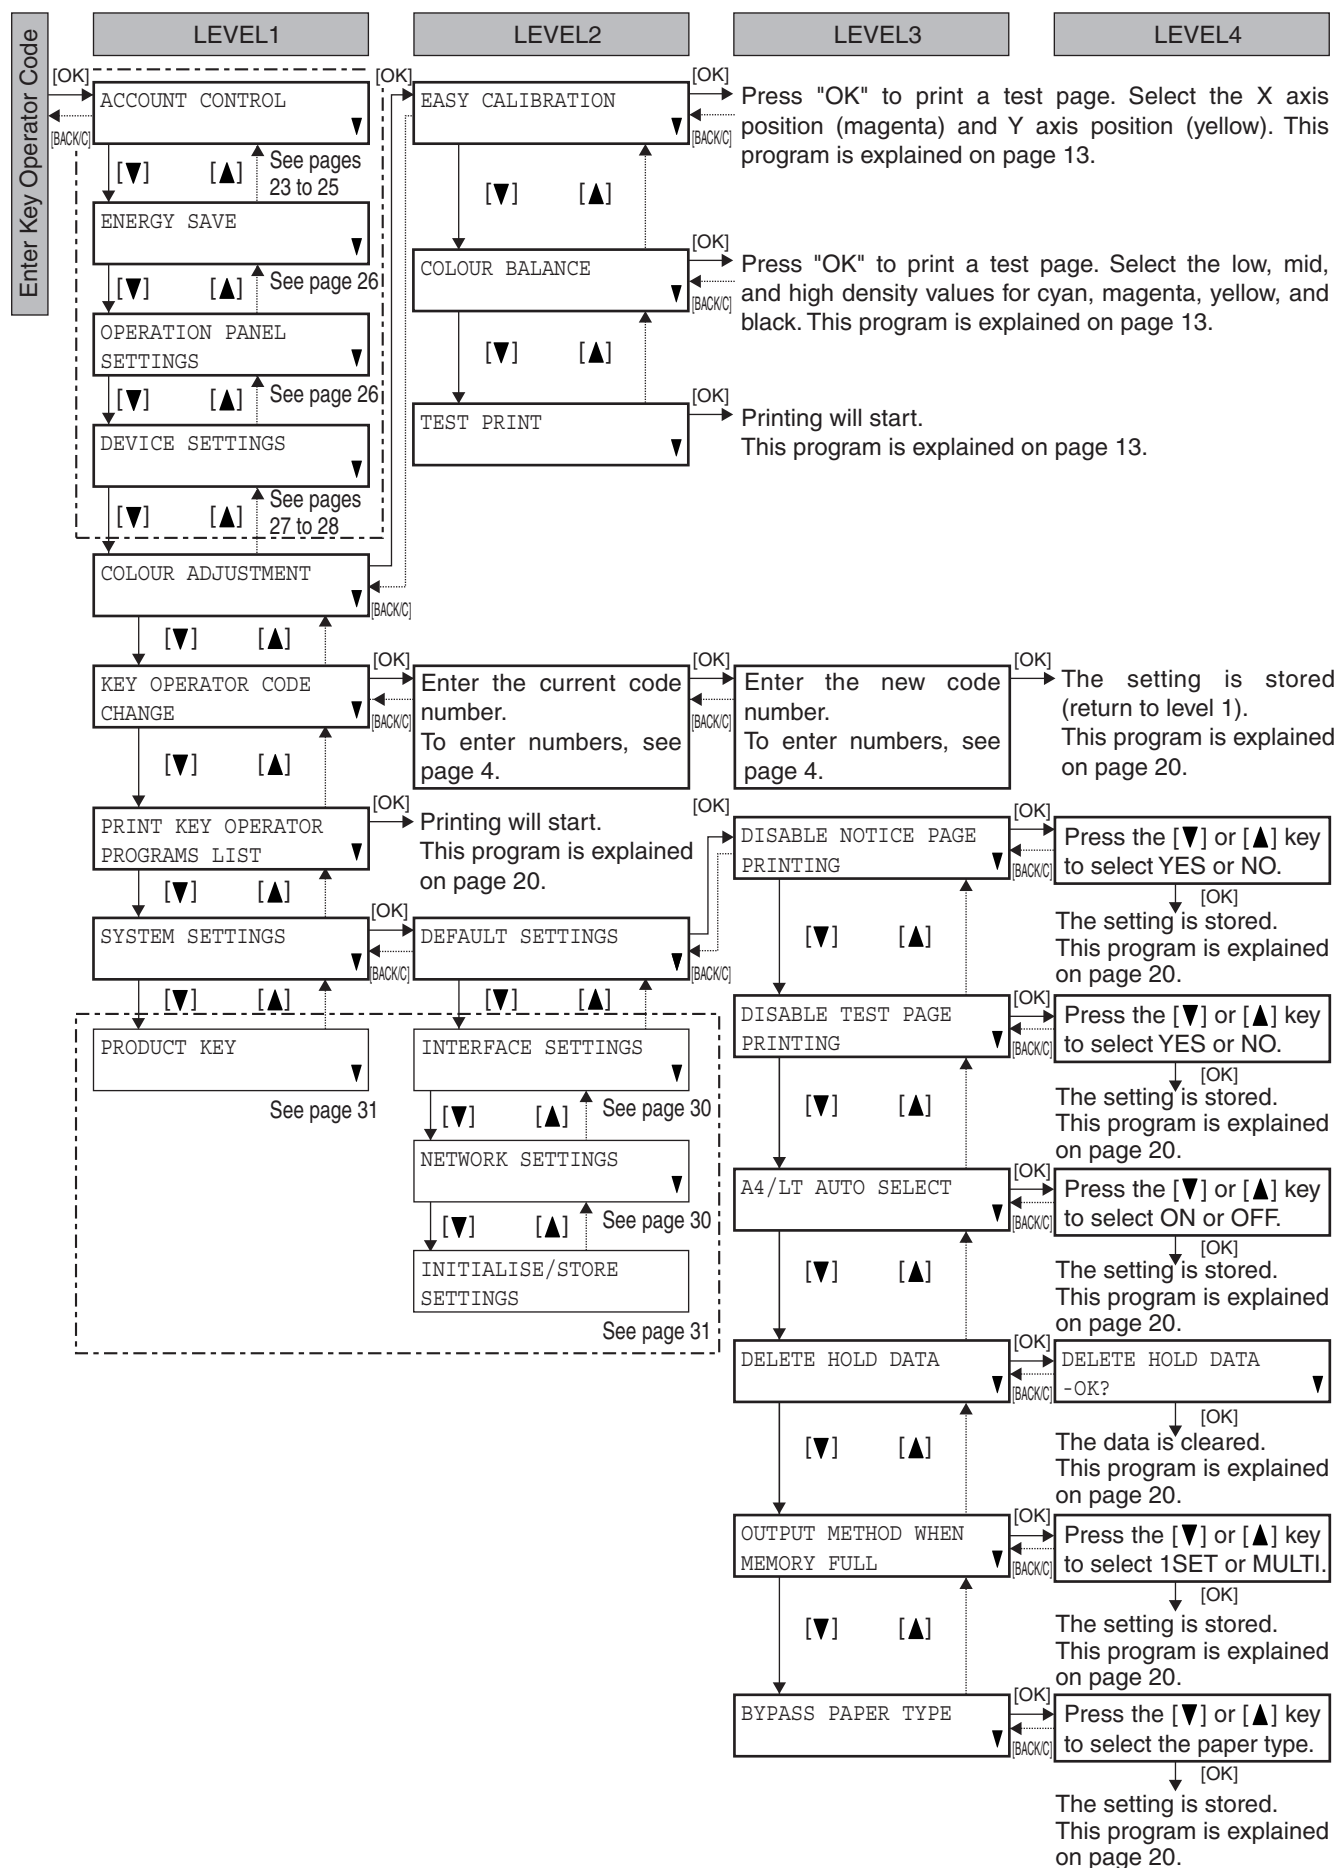 Enter Key Operator Code
LEVEL1
LEVEL2
LEVEL3
LEVEL4
[OK]
[BACK/C]
ACCOUNT CONTROL
▼
[▼]
[▲]
See pages
23 to 25
ENERGY SAVE
▼
[▼]
[▲]
See page 26
OPERATION PANEL
SETTINGS
▼
[▼]
[▲]
See page 26
DEVICE SETTINGS
▼
[▼]
[▲]
See pages
27 to 28
COLOUR ADJUSTMENT
▼
[OK]
[BACK/C]
EASY CALIBRATION
▼
[OK]
[BACK/C]
Press "OK" to print a test page. Select the X axis
position (magenta) and Y axis position (yellow). This
program is explained on page 13.
[▼]
[▲]
COLOUR BALANCE
▼
[OK]
[BACK/C]
Press "OK" to print a test page. Select the low, mid,
and high density values for cyan, magenta, yellow, and
black. This program is explained on page 13.
[▼]
[▲]
TEST PRINT
▼
[OK]
Printing will start.
This program is explained on page 13.
[▼]
[▲]
KEY OPERATOR CODE
CHANGE
▼
[OK]
[BACK/C]
Enter the current code
number.
To enter numbers, see
page 4.
[OK]
[BACK/C]
Enter the new code
number.
To enter numbers, see
page 4.
[OK]
The setting is stored
(return to level 1).
This program is explained
on page 20.
[▼]
[▲]
PRINT KEY OPERATOR
PROGRAMS LIST
▼
[OK]
Printing will start.
This program is explained
on page 20.
[▼]
[▲]
SYSTEM SETTINGS
▼
[OK]
[BACK/C]
DEFAULT SETTINGS
▼
[OK]
[BACK/C]
[▼]
[▲]
PRODUCT KEY
▼
See page 31
[▼]
[▲]
INTERFACE SETTINGS
▼
See page 30
[▼]
[▲]
NETWORK SETTINGS
▼
See page 30
[▼]
[▲]
INITIALISE/STORE
SETTINGS
See page 31
DISABLE NOTICE PAGE
PRINTING
▼
[OK]
[BACK/C]
Press the [▼] or [▲] key
to select YES or NO.
[OK]
The setting is stored.
This program is explained
on page 20.
[▼]
[▲]
DISABLE TEST PAGE
PRINTING
▼
[OK]
[BACK/C]
Press the [▼] or [▲] key
to select YES or NO.
[OK]
The setting is stored.
This program is explained
on page 20.
[▼]
[▲]
A4/LT AUTO SELECT
▼
[OK]
[BACK/C]
Press the [▼] or [▲] key
to select ON or OFF.
[OK]
The setting is stored.
This program is explained
on page 20.
[▼]
[▲]
DELETE HOLD DATA
▼
[OK]
[BACK/C]
DELETE HOLD DATA
-OK?
▼
[OK]
The data is cleared.
This program is explained
on page 20.
[▼]
[▲]
OUTPUT METHOD WHEN
MEMORY FULL
▼
[OK]
[BACK/C]
Press the [▼] or [▲] key
to select 1SET or MULTI.
[OK]
The setting is stored.
This program is explained
on page 20.
[▼]
[▲]
BYPASS PAPER TYPE
▼
[OK]
[BACK/C]
Press the [▼] or [▲] key
to select the paper type.
[OK]
The setting is stored.
This program is explained
on page 20.